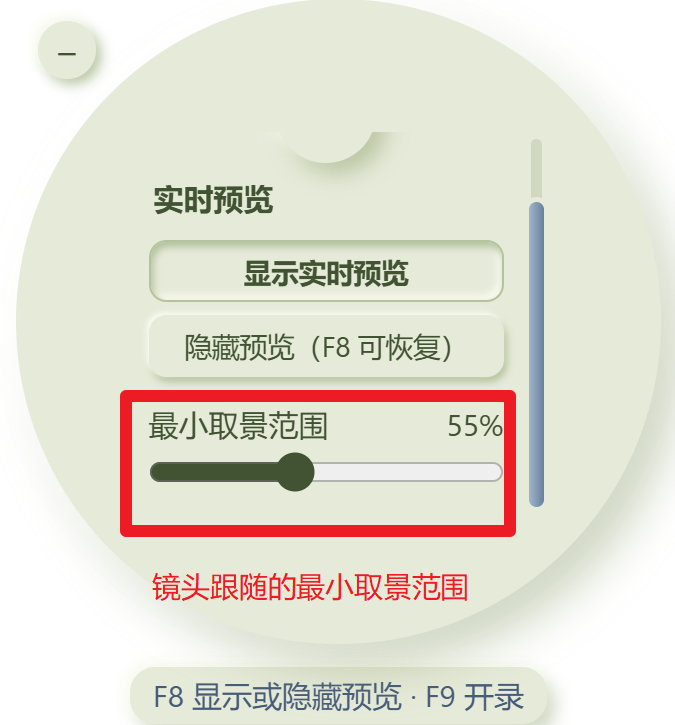 实时预览
显示实时预览
隐藏预览（F8 可恢复）
最小取景范围 55%
镜头跟随的最小取景范围
F8 显示或隐藏预览 · F9 开录